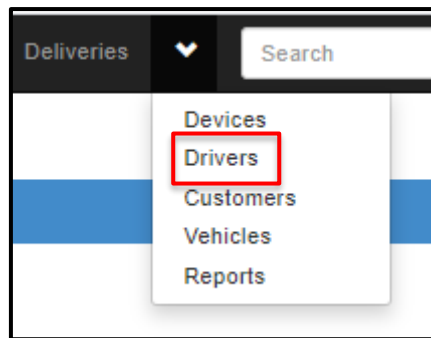 Deliveries Search
Devices
Drivers
Customers
Vehicles
Reports